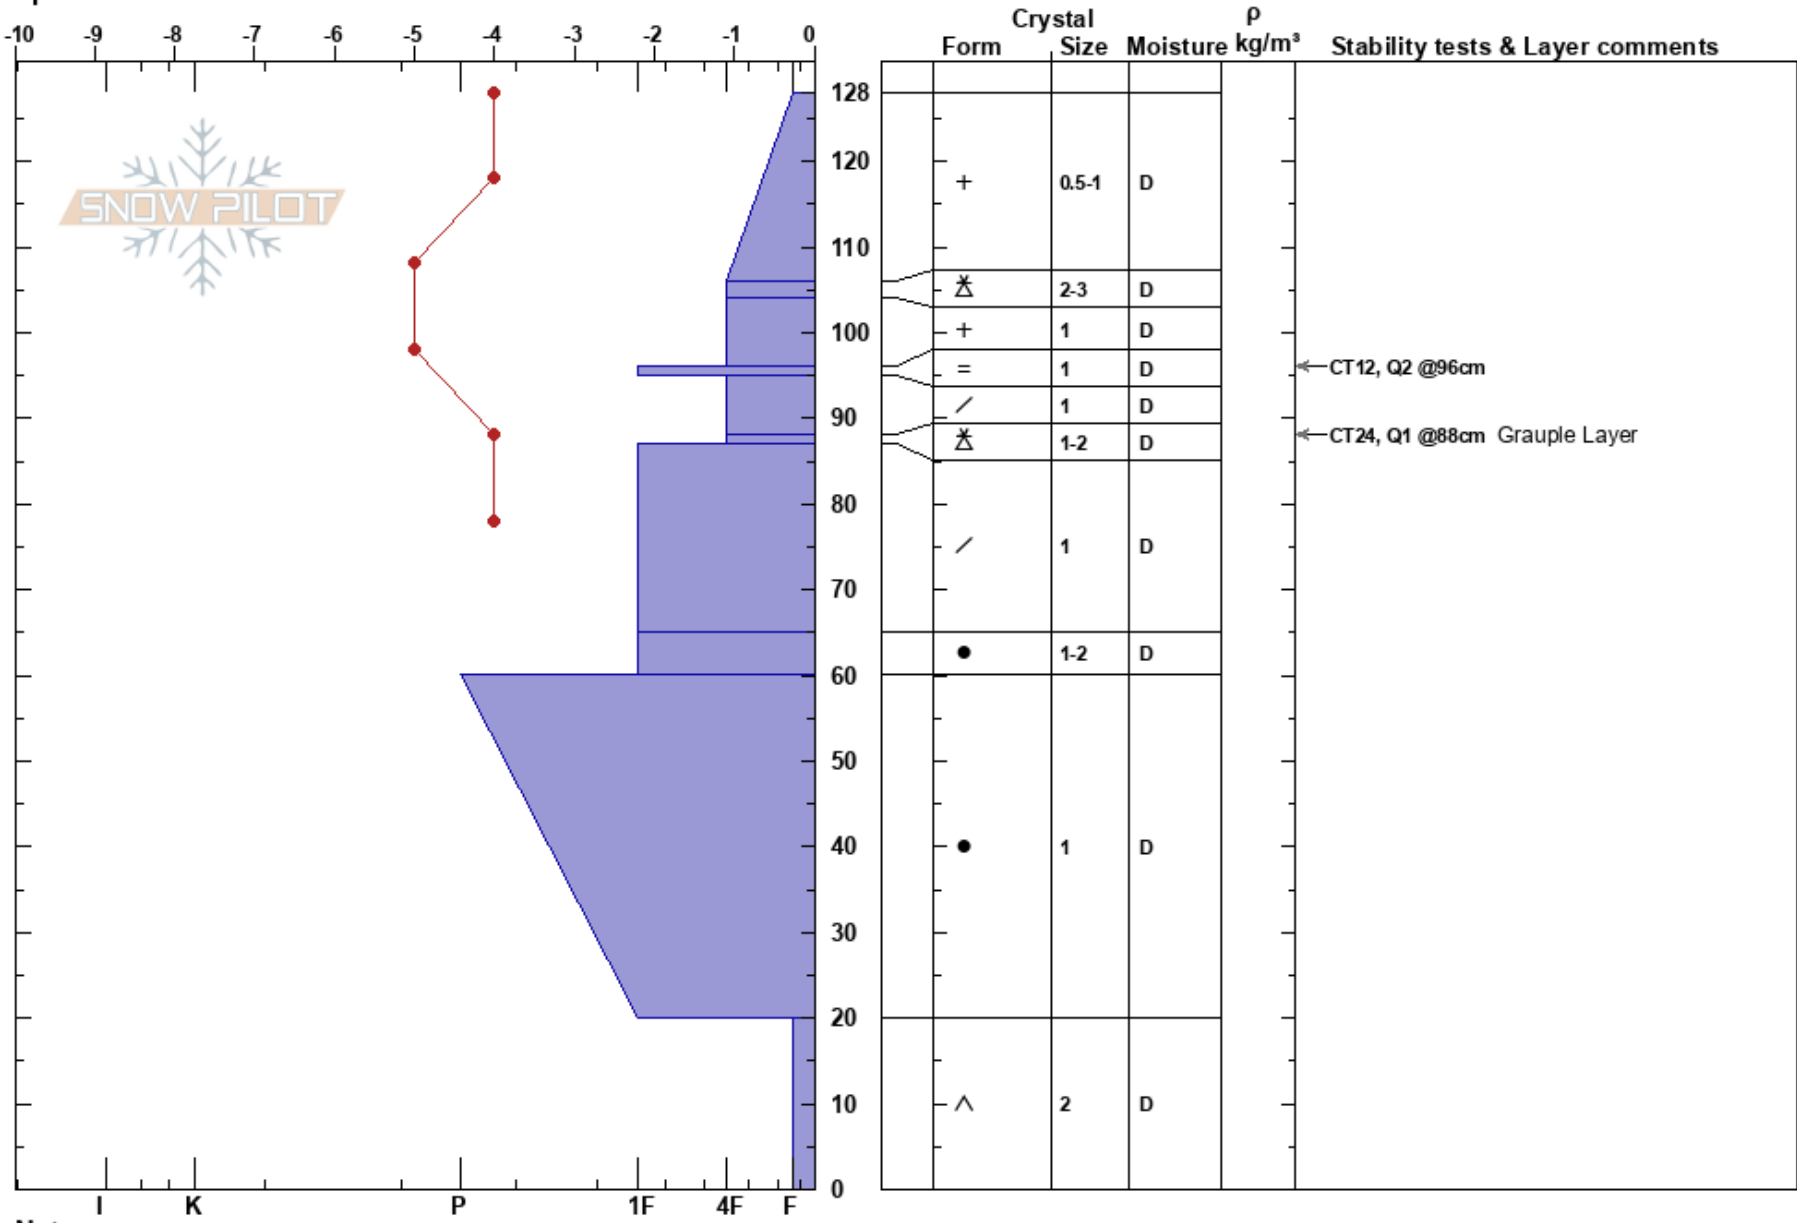 -10 -9 -8 -7 -6 -5 -4 -3 -2 -1 0
Crystal
ρ
Form Size Moisture kg/m³ Stability tests & Layer comments
SNOW PILOT
128
+ 0.5-1 D
120
110
2-3 D
100
+ 1 D
= 1 D
CT12, Q2 @96cm
90
/ 1 D
1-2 D
CT24, Q1 @88cm Grauple Layer
80
/ 1 D
70
● 1-2 D
60
50
40
● 1 D
30
20
10
^ 2 D
0
I K P 1F 4F F